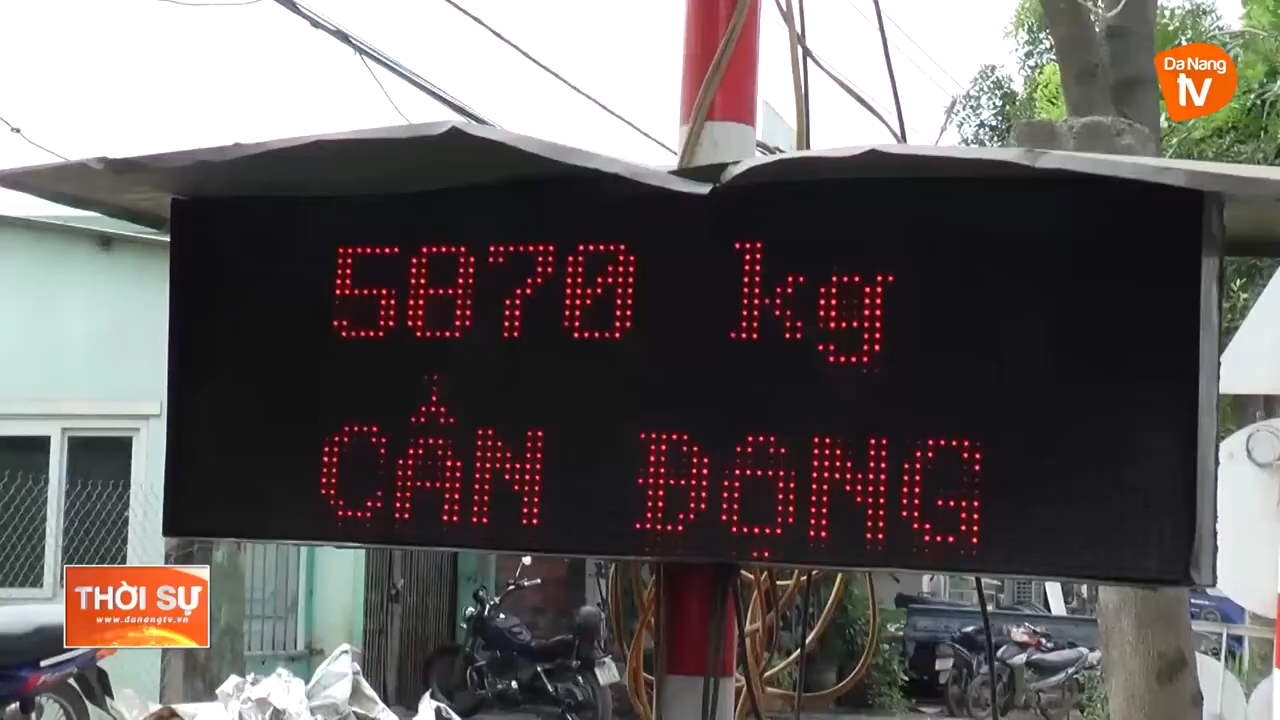 Da Nang
tv
5870 kg
CÂN ĐỘNG
THỜI SỰ
www.danangtv.vn